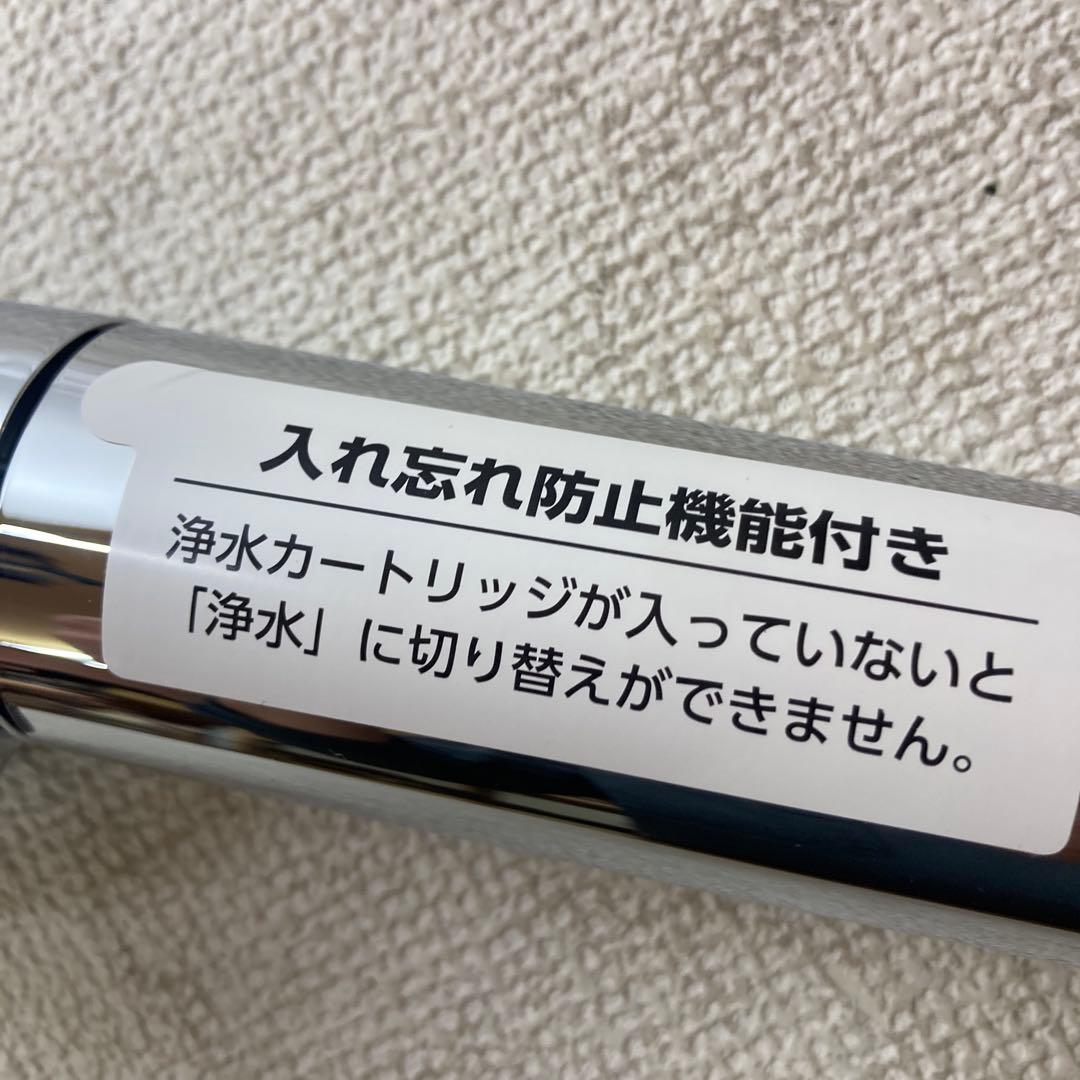 入れ忘れ防止機能付き
浄水カートリッジが入っていないと
「浄水」に切り替えができません。